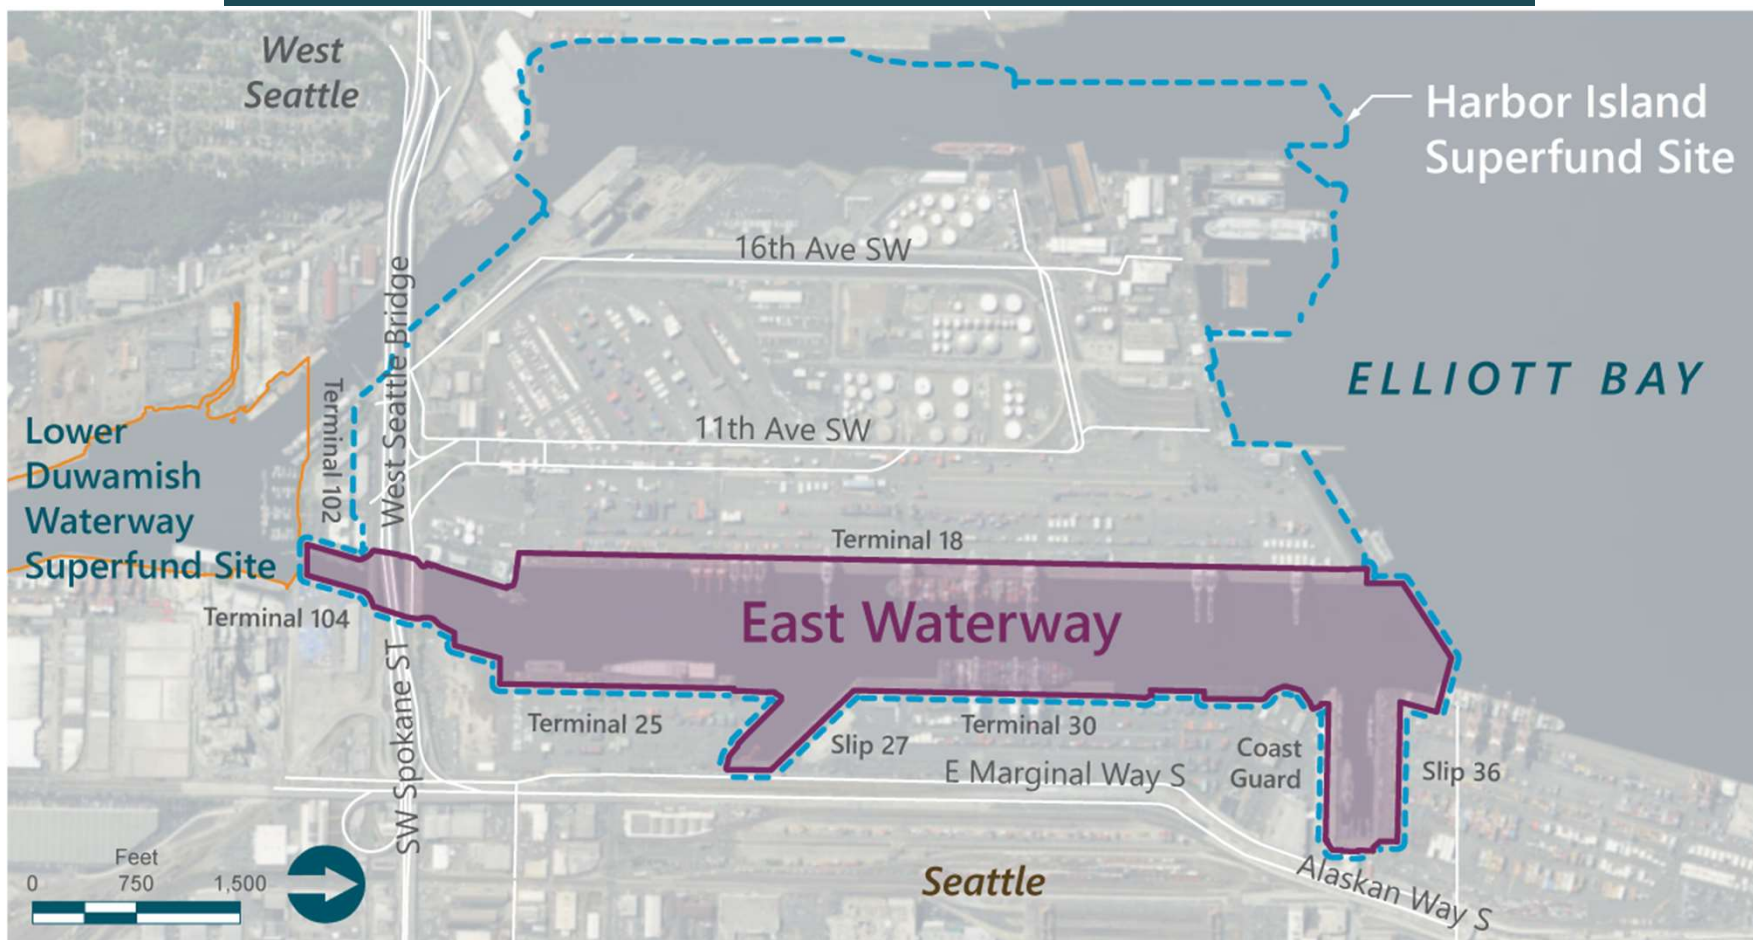 West
Seattle
Harbor Island
Superfund Site
16th Ave SW
West Seattle Bridge
ELLIOTT BAY
Terminal 102
11th Ave SW
Lower
Duwamish
Waterway
Superfund Site
Terminal 18
Terminal 104
East Waterway
SW Spokane ST
Terminal 25
Slip 27
Terminal 30
E Marginal Way S
Coast
Guard
Slip 36
Feet
0 750 1,500
Seattle
Alaskan Way S